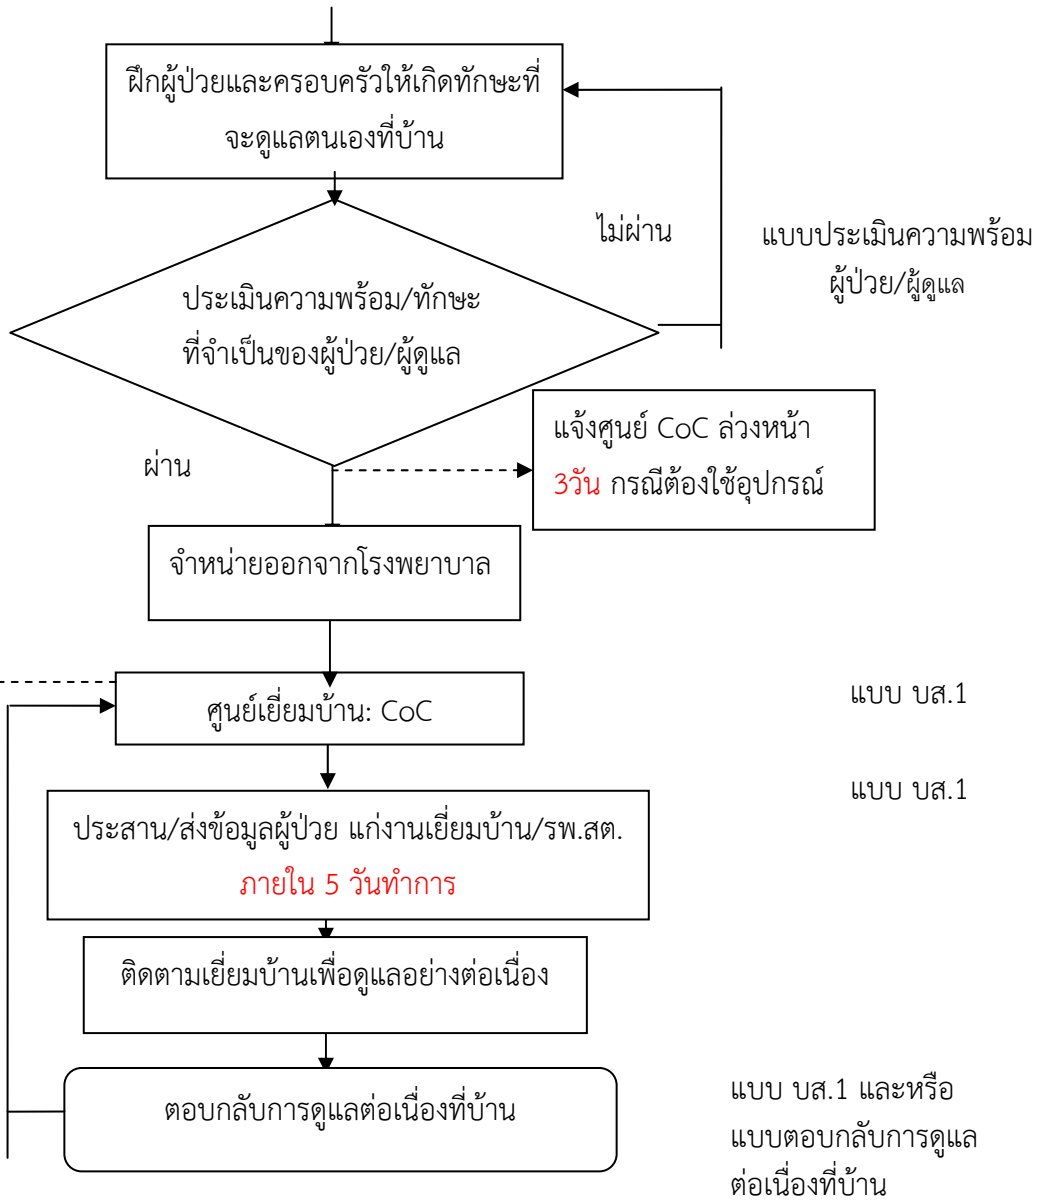 ฝึกผู้ป่วยและครอบครัวให้เกิดทักษะที่
จะดูแลตนเองที่บ้าน
ไม่ผ่าน
แบบประเมินความพร้อม
ผู้ป่วย/ผู้ดูแล
ประเมินความพร้อม/ทักษะ
ที่จำเป็นของผู้ป่วย/ผู้ดูแล
แจ้งศูนย์ CoC ล่วงหน้า
3วัน กรณีต้องใช้อุปกรณ์
ผ่าน
จำหน่ายออกจากโรงพยาบาล
ศูนย์เยี่ยมบ้าน: CoC
แบบ บส.1
แบบ บส.1
ประสาน/ส่งข้อมูลผู้ป่วย แก่งานเยี่ยมบ้าน/รพ.สต.
ภายใน 5 วันทำการ
ติดตามเยี่ยมบ้านเพื่อดูแลอย่างต่อเนื่อง
ตอบกลับการดูแลต่อเนื่องที่บ้าน
แบบ บส.1 และหรือ
แบบตอบกลับการดูแล
ต่อเนื่องที่บ้าน